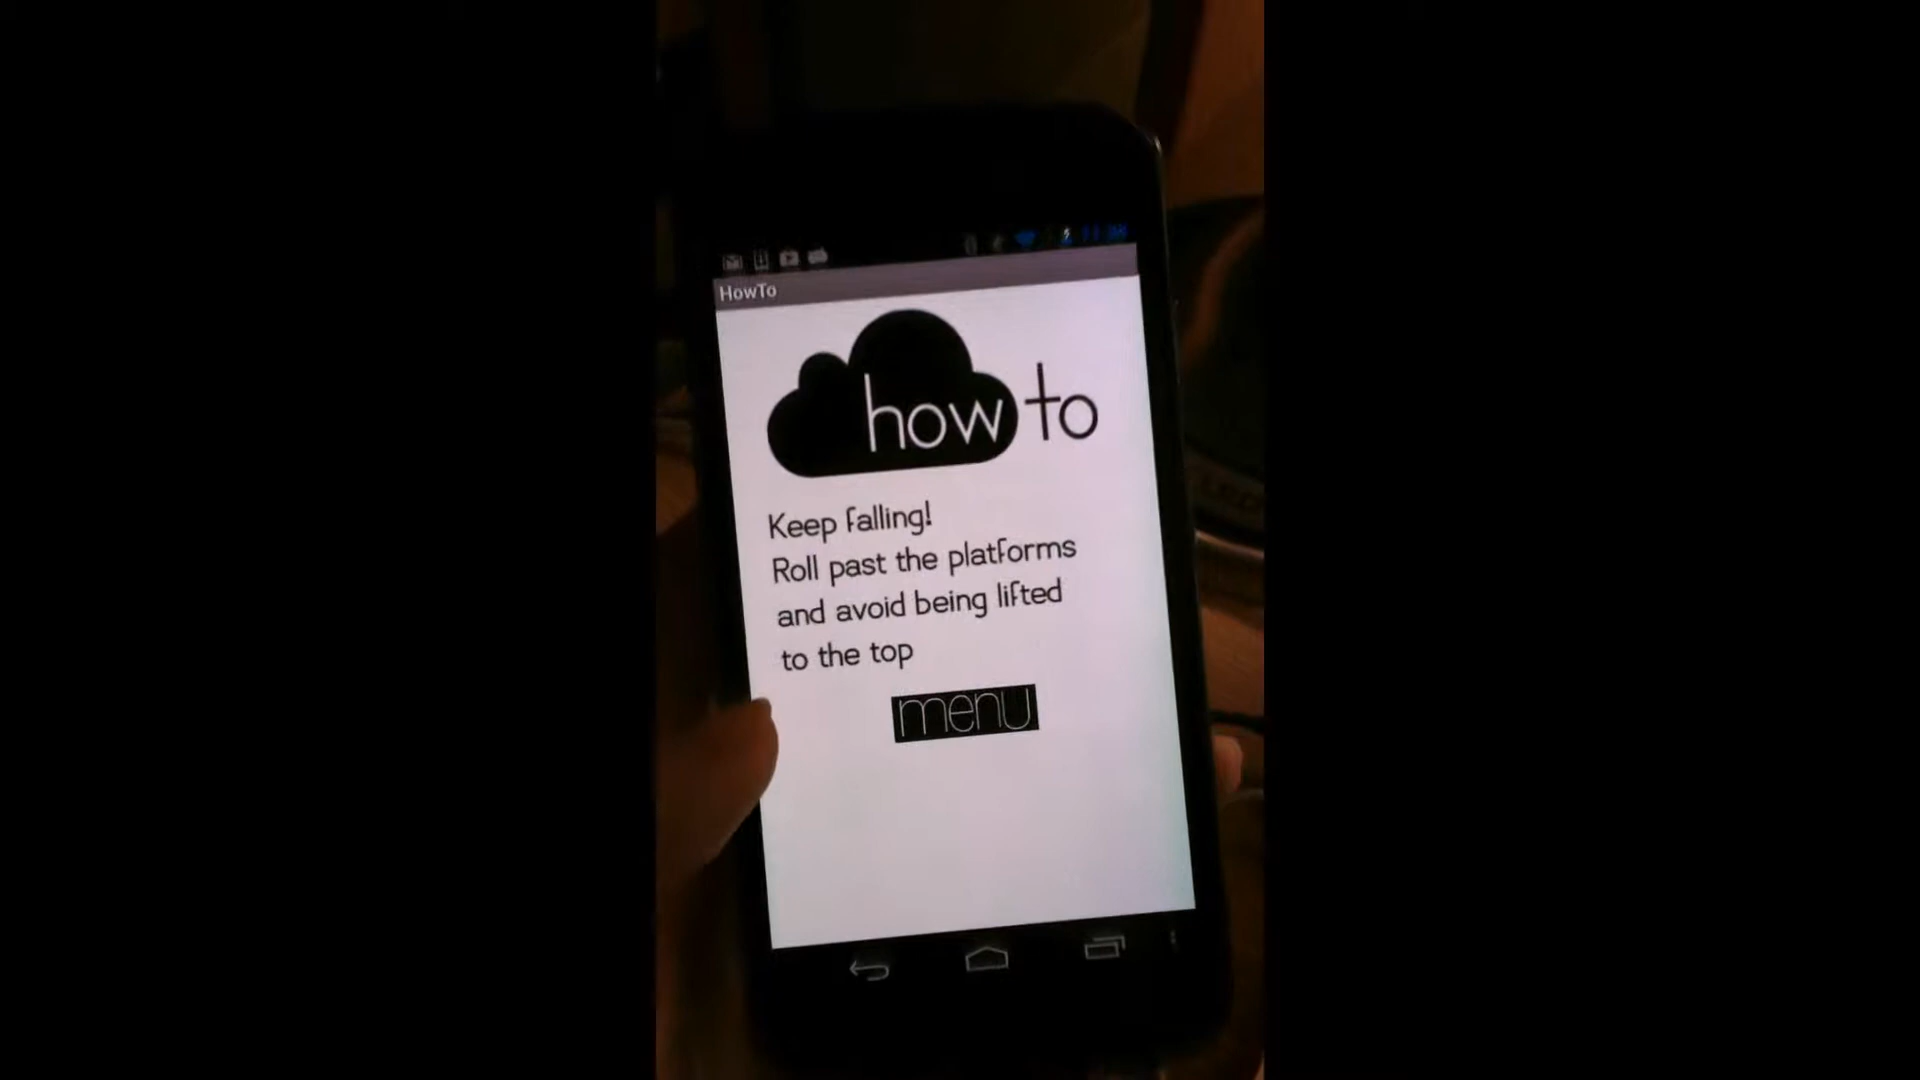 HowTo
how to
Keep falling!
Roll past the platforms
and avoid being lifted
to the top
menu